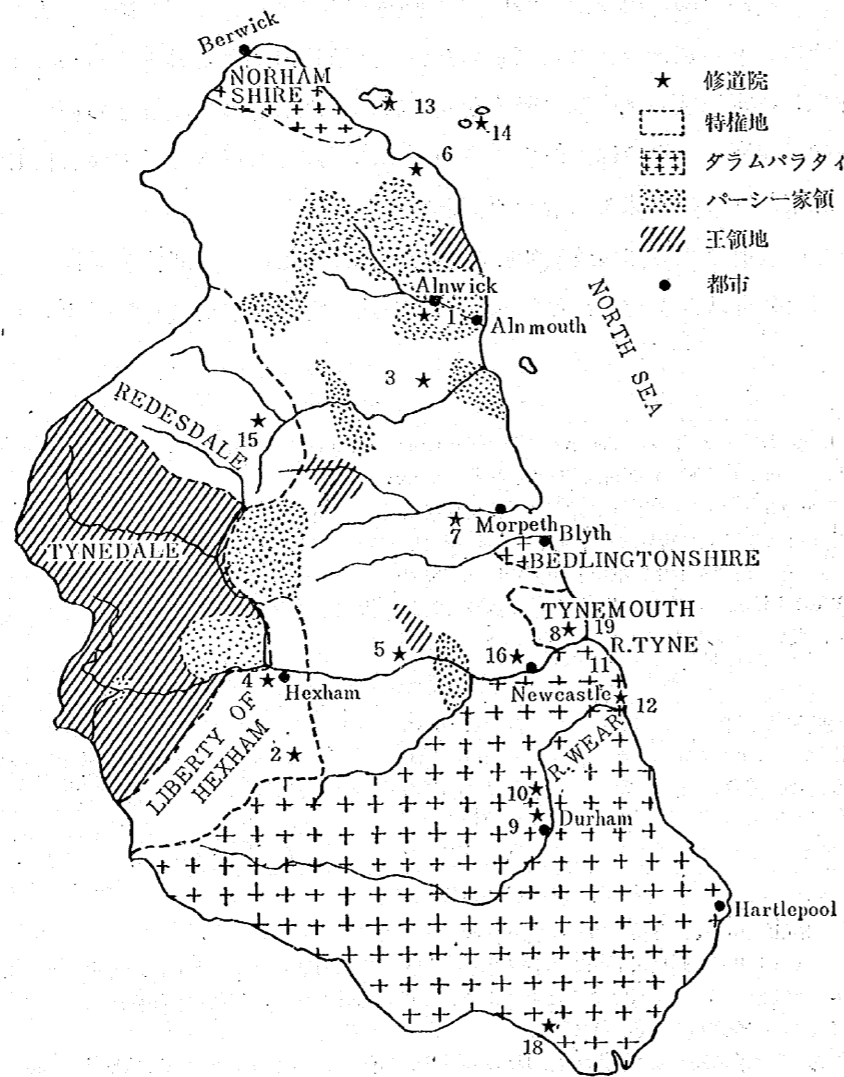 Berwick
NORHAM
SHIRE
13
14
6
Alnwick
1
Alnmouth
3
REDESDALE
15
NORTH SEA
Morpeth
7
Blyth
BEDLINGTONSHIRE
TYNEDALE
TYNEMOUTH
8
19
R.TYNE
5
16
11
Newcastle
12
4
Hexham
LIBERTY OF
HEXHAM
2
R.WEAR
10
9
Durham
Hartlepool
18
修道院
特権地
ダラムパラタイ
パーシー家領
王領地
都市